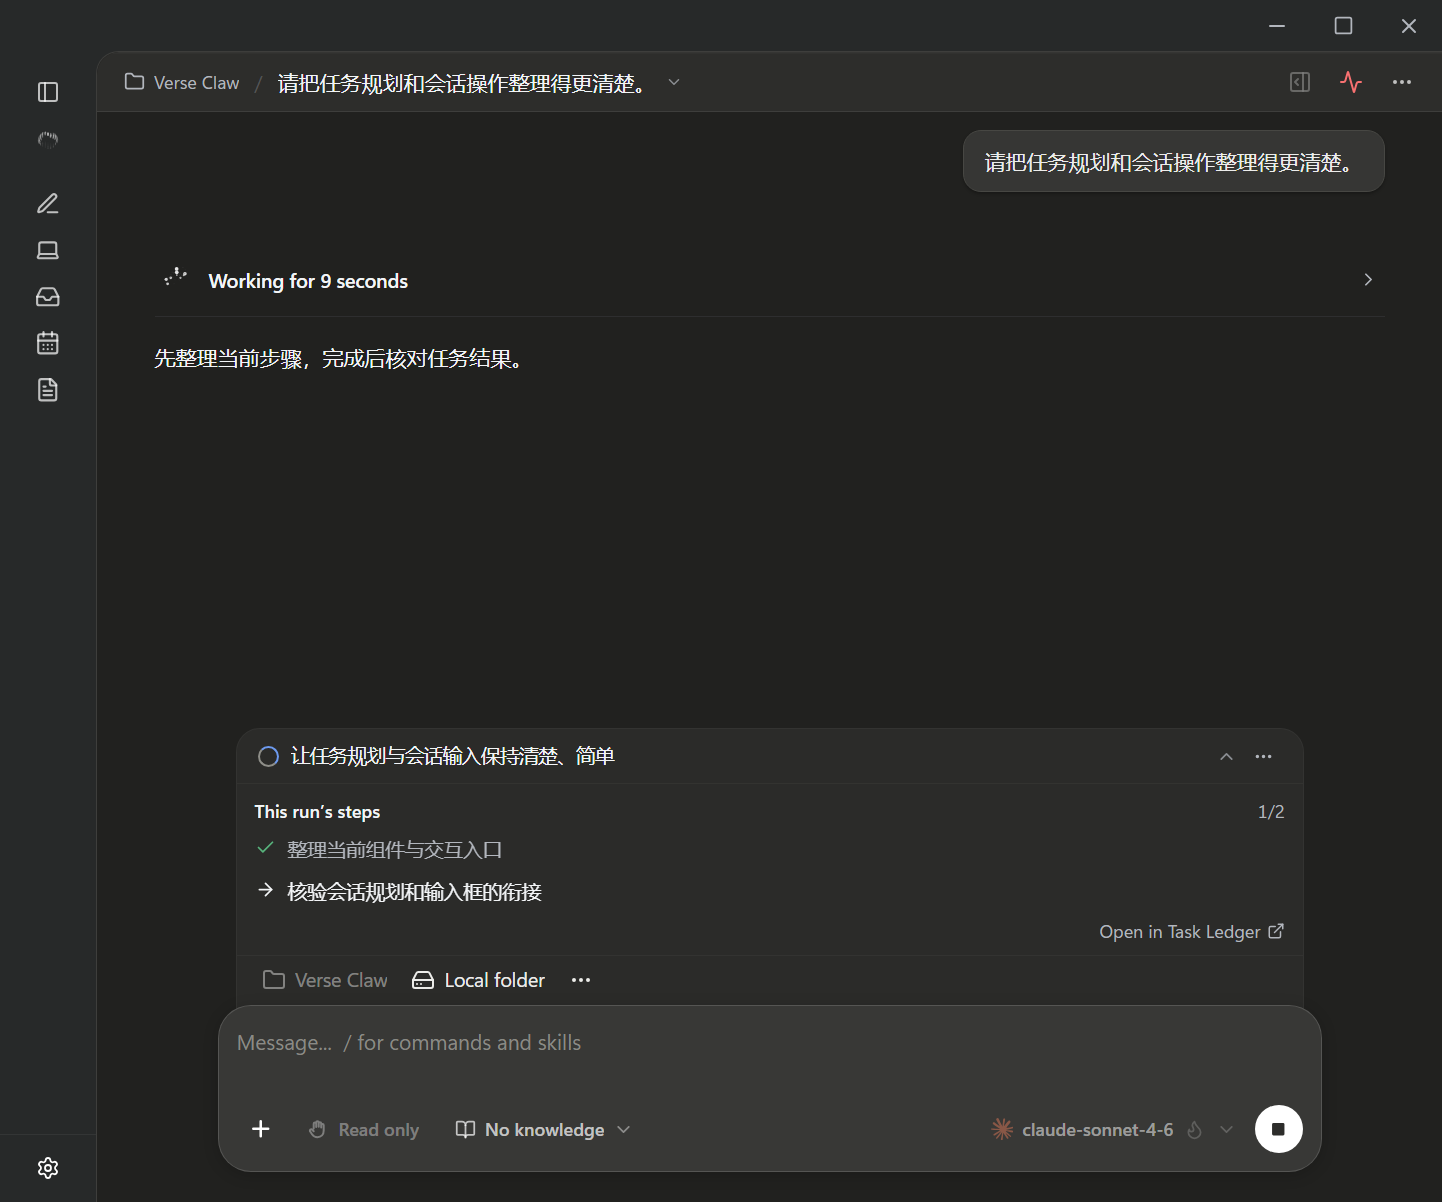 Verse Claw / 请把任务规划和会话操作整理得更清楚。
请把任务规划和会话操作整理得更清楚。
Working for 9 seconds
先整理当前步骤，完成后核对任务结果。
让任务规划与会话输入保持清楚、简单
This run’s steps 1/2
整理当前组件与交互入口
核验会话规划和输入框的衔接
Open in Task Ledger
Verse Claw Local folder
Message... / for commands and skills
Read only No knowledge claude-sonnet-4-6